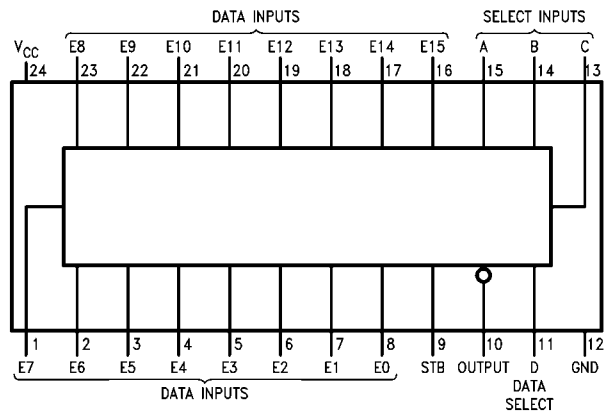 DATA INPUTS SELECT INPUTS
VCC E8 E9 E10 E11 E12 E13 E14 E15 A B C
24 23 22 21 20 19 18 17 16 15 14 13
1 2 3 4 5 6 7 8 9 10 11 12
E7 E6 E5 E4 E3 E2 E1 E0 STB OUTPUT D GND
DATA INPUTS DATA
SELECT